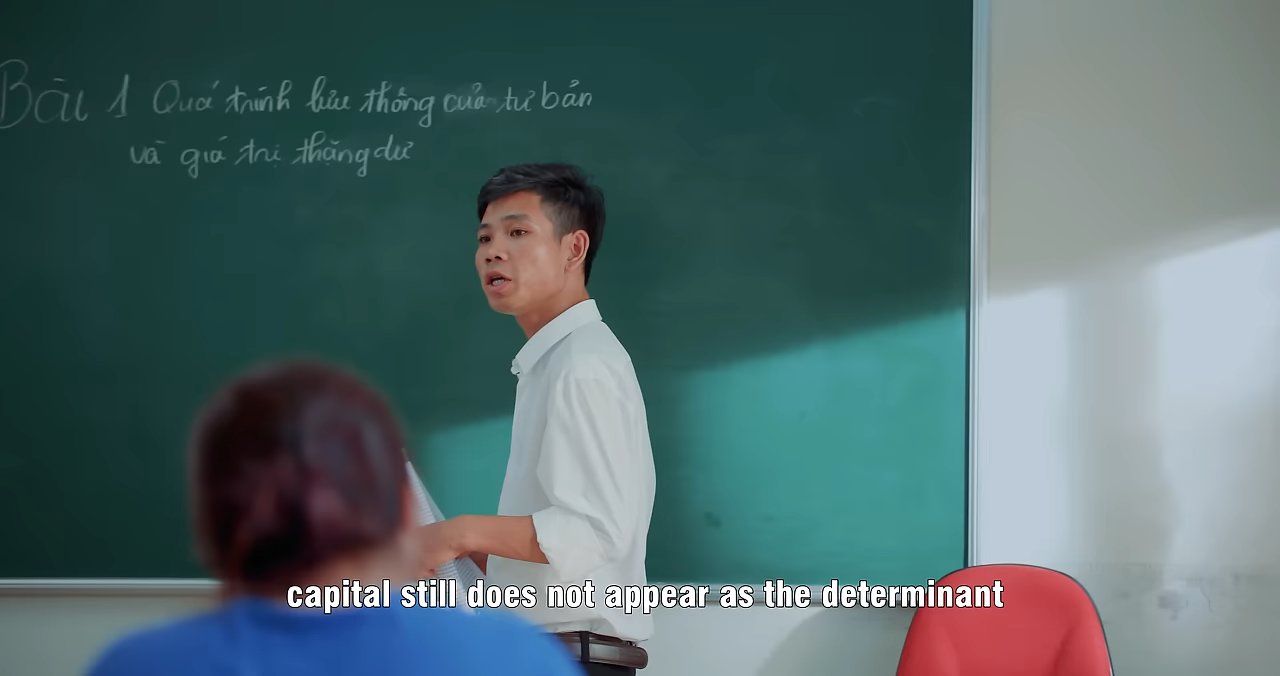 Bài 1 Quá trình lưu thông của tư bản
và giá trị thặng dư
capital still does not appear as the determinant